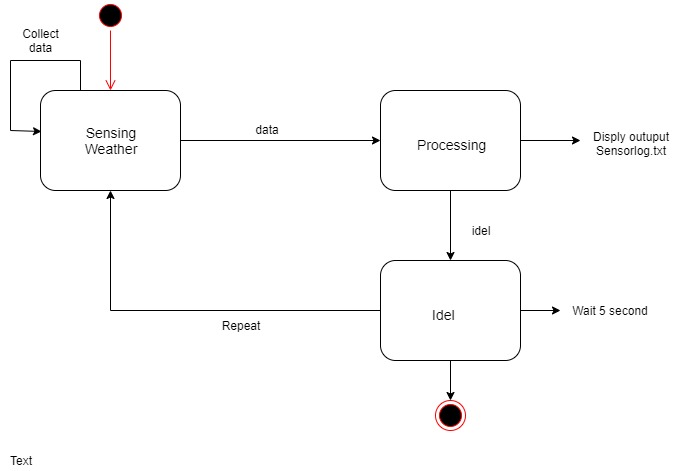 Collect
data
Sensing
Weather
data
Processing
Disply outuput
Sensorlog.txt
idel
Idel
Wait 5 second
Repeat
Text